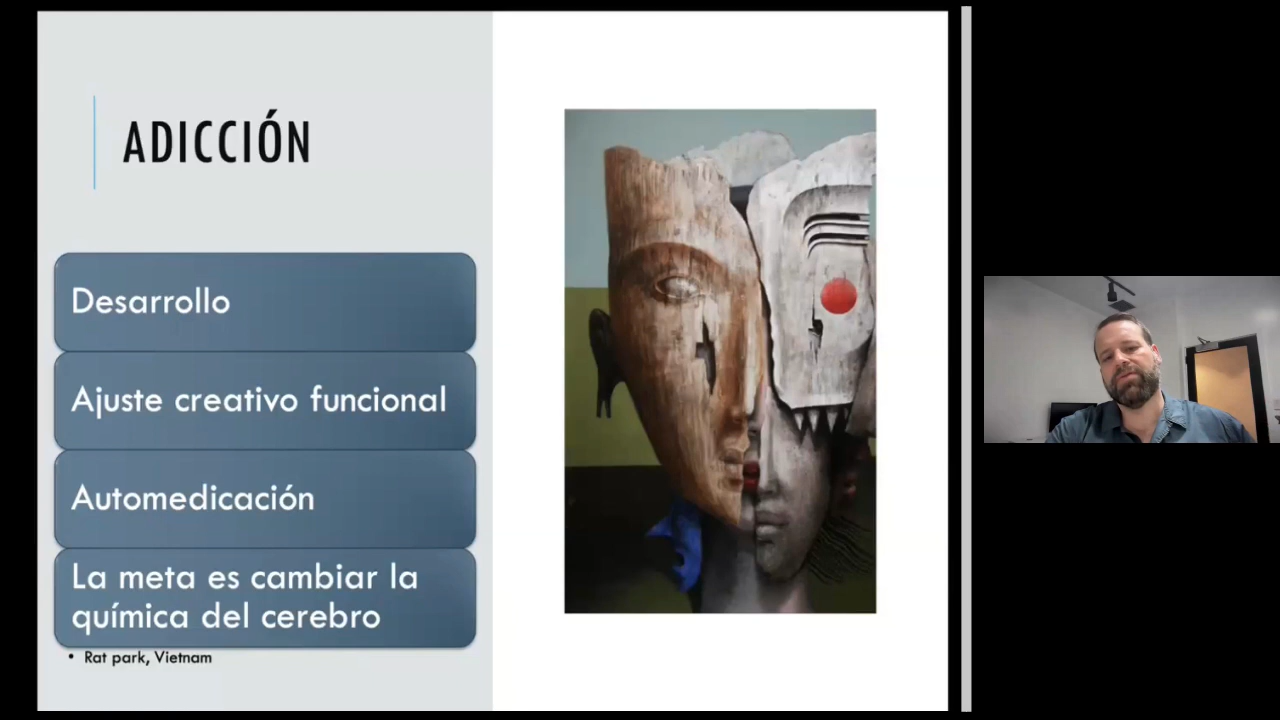 ADICCIÓN
Desarrollo
Ajuste creativo funcional
Automedicación
La meta es cambiar la
química del cerebro
• Rat park, Vietnam